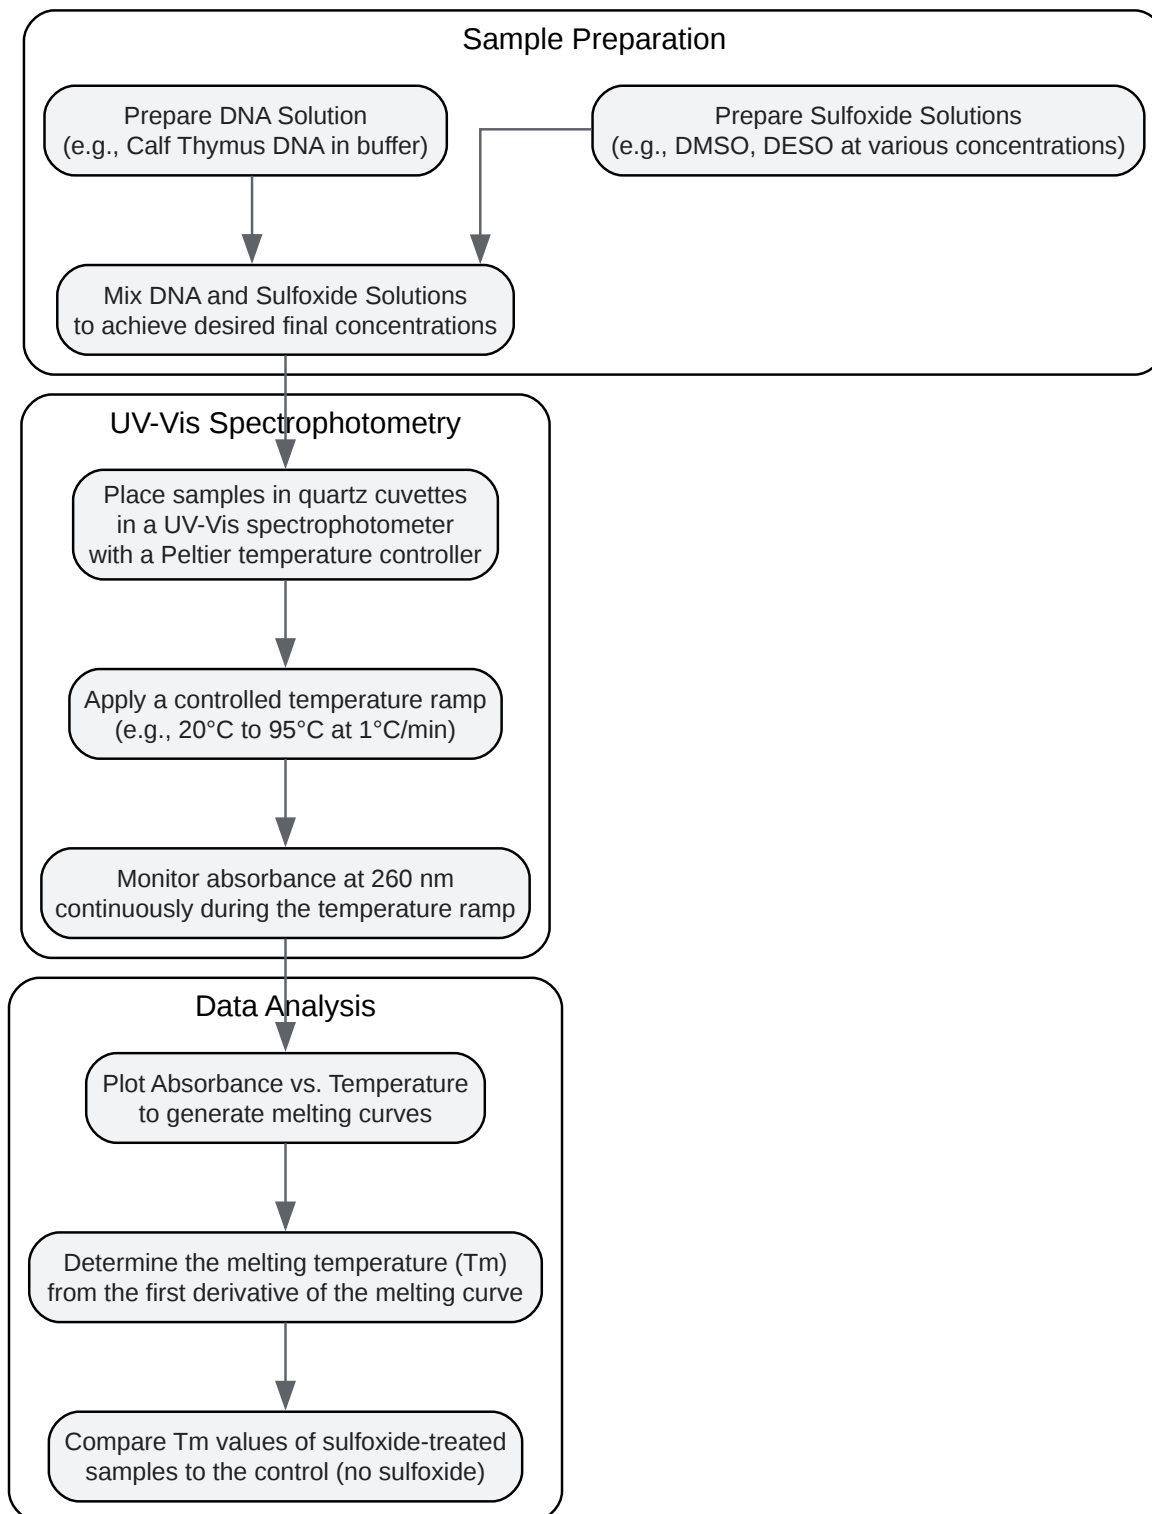 Sample Preparation
Prepare DNA Solution
(e.g., Calf Thymus DNA in buffer)
Prepare Sulfoxide Solutions
(e.g., DMSO, DESO at various concentrations)
Mix DNA and Sulfoxide Solutions
to achieve desired final concentrations
UV-Vis Spectrophotometry
Place samples in quartz cuvettes
in a UV-Vis spectrophotometer
with a Peltier temperature controller
Apply a controlled temperature ramp
(e.g., 20°C to 95°C at 1°C/min)
Monitor absorbance at 260 nm
continuously during the temperature ramp
Data Analysis
Plot Absorbance vs. Temperature
to generate melting curves
Determine the melting temperature (Tm)
from the first derivative of the melting curve
Compare Tm values of sulfoxide-treated
samples to the control (no sulfoxide)